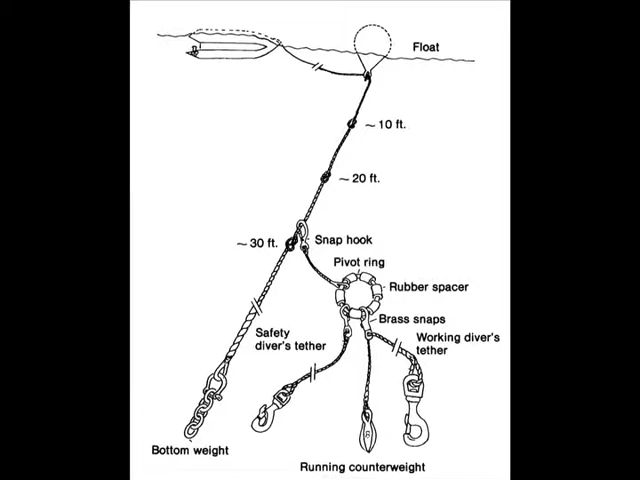 Float
~ 10 ft.
~ 20 ft.
~ 30 ft.
Snap hook
Pivot ring
Rubber spacer
Brass snaps
Safety
diver's tether
Working diver's
tether
Bottom weight
Running counterweight